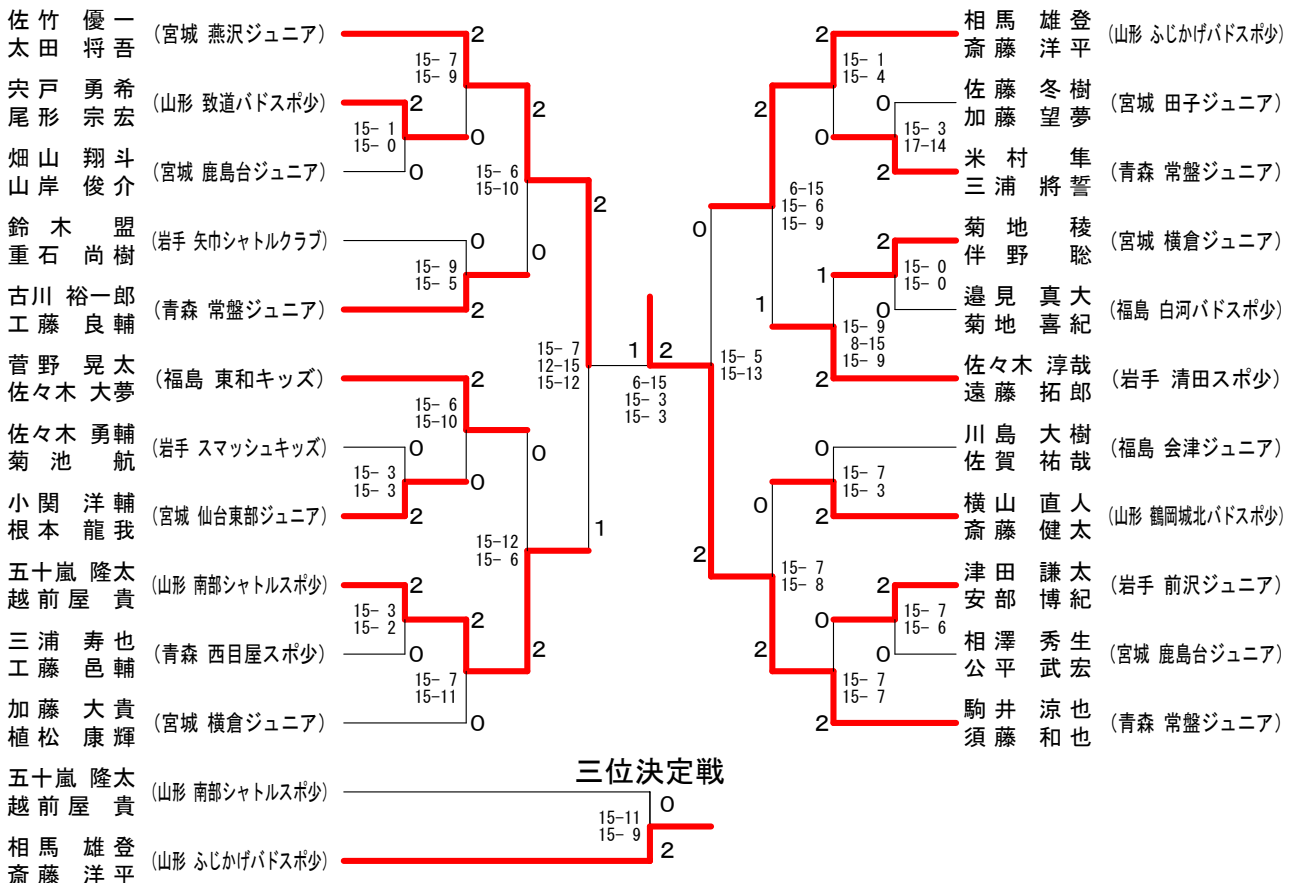 佐竹 優一
太田 将吾
(宮城 燕沢ジュニア)
宍戸 勇希
尾形 宗宏
(山形 致道バドスポ少)
畑山 翔斗
山岸 俊介
(宮城 鹿島台ジュニア)
鈴木 盟
重石 尚樹
(岩手 矢巾シャトルクラブ)
古川 裕一郎
工藤 良輔
(青森 常盤ジュニア)
菅野 晃太
佐々木 大夢
(福島 東和キッズ)
佐々木 勇輔
菊池 航
(岩手 スマッシュキッズ)
小関 洋輔
根本 龍我
(宮城 仙台東部ジュニア)
五十嵐 隆太
越前屋 貴
(山形 南部シャトルスポ少)
三浦 寿也
工藤 邑輔
(青森 西目屋スポ少)
加藤 大貴
植松 康輝
(宮城 横倉ジュニア)
2
15- 7
15- 9
2
15- 1
15- 0
0
0
2
15- 6
15-10
0
15- 9
15- 5
2
0
2
15- 7
12-15
15-12
2
15- 6
15-10
0
15- 3
15- 3
2
0
0
15-12
15- 6
1
2
15- 3
15- 2
0
2
15- 7
15-11
0
2
1
2
6-15
15- 3
15- 3
相馬 雄登
斎藤 洋平
(山形 ふじかげバドスポ少)
佐藤 冬樹
加藤 望夢
(宮城 田子ジュニア)
米村 隼
三浦 將誓
(青森 常盤ジュニア)
菊地 稜
伴野 聡
(宮城 横倉ジュニア)
邉見 真大
菊地 喜紀
(福島 白河バドスポ少)
佐々木 淳哉
遠藤 拓郎
(岩手 清田スポ少)
川島 大樹
佐賀 祐哉
(福島 会津ジュニア)
横山 直人
斎藤 健太
(山形 鶴岡城北バドスポ少)
津田 謙太
安部 博紀
(岩手 前沢ジュニア)
相澤 秀生
公平 武宏
(宮城 鹿島台ジュニア)
駒井 涼也
須藤 和也
(青森 常盤ジュニア)
2
15- 1
15- 4
0
15- 3
17-14
0
2
2
6-15
15- 6
15- 9
0
2
15- 0
15- 0
0
1
15- 9
8-15
15- 9
2
1
15- 5
15-13
0
15- 7
15- 3
2
0
15- 7
15- 8
2
2
15- 7
15- 6
0
0
15- 7
15- 7
2
2
三位決定戦
五十嵐 隆太
越前屋 貴
(山形 南部シャトルスポ少)
0
15-11
15- 9
2
相馬 雄登
斎藤 洋平
(山形 ふじかげバドスポ少)